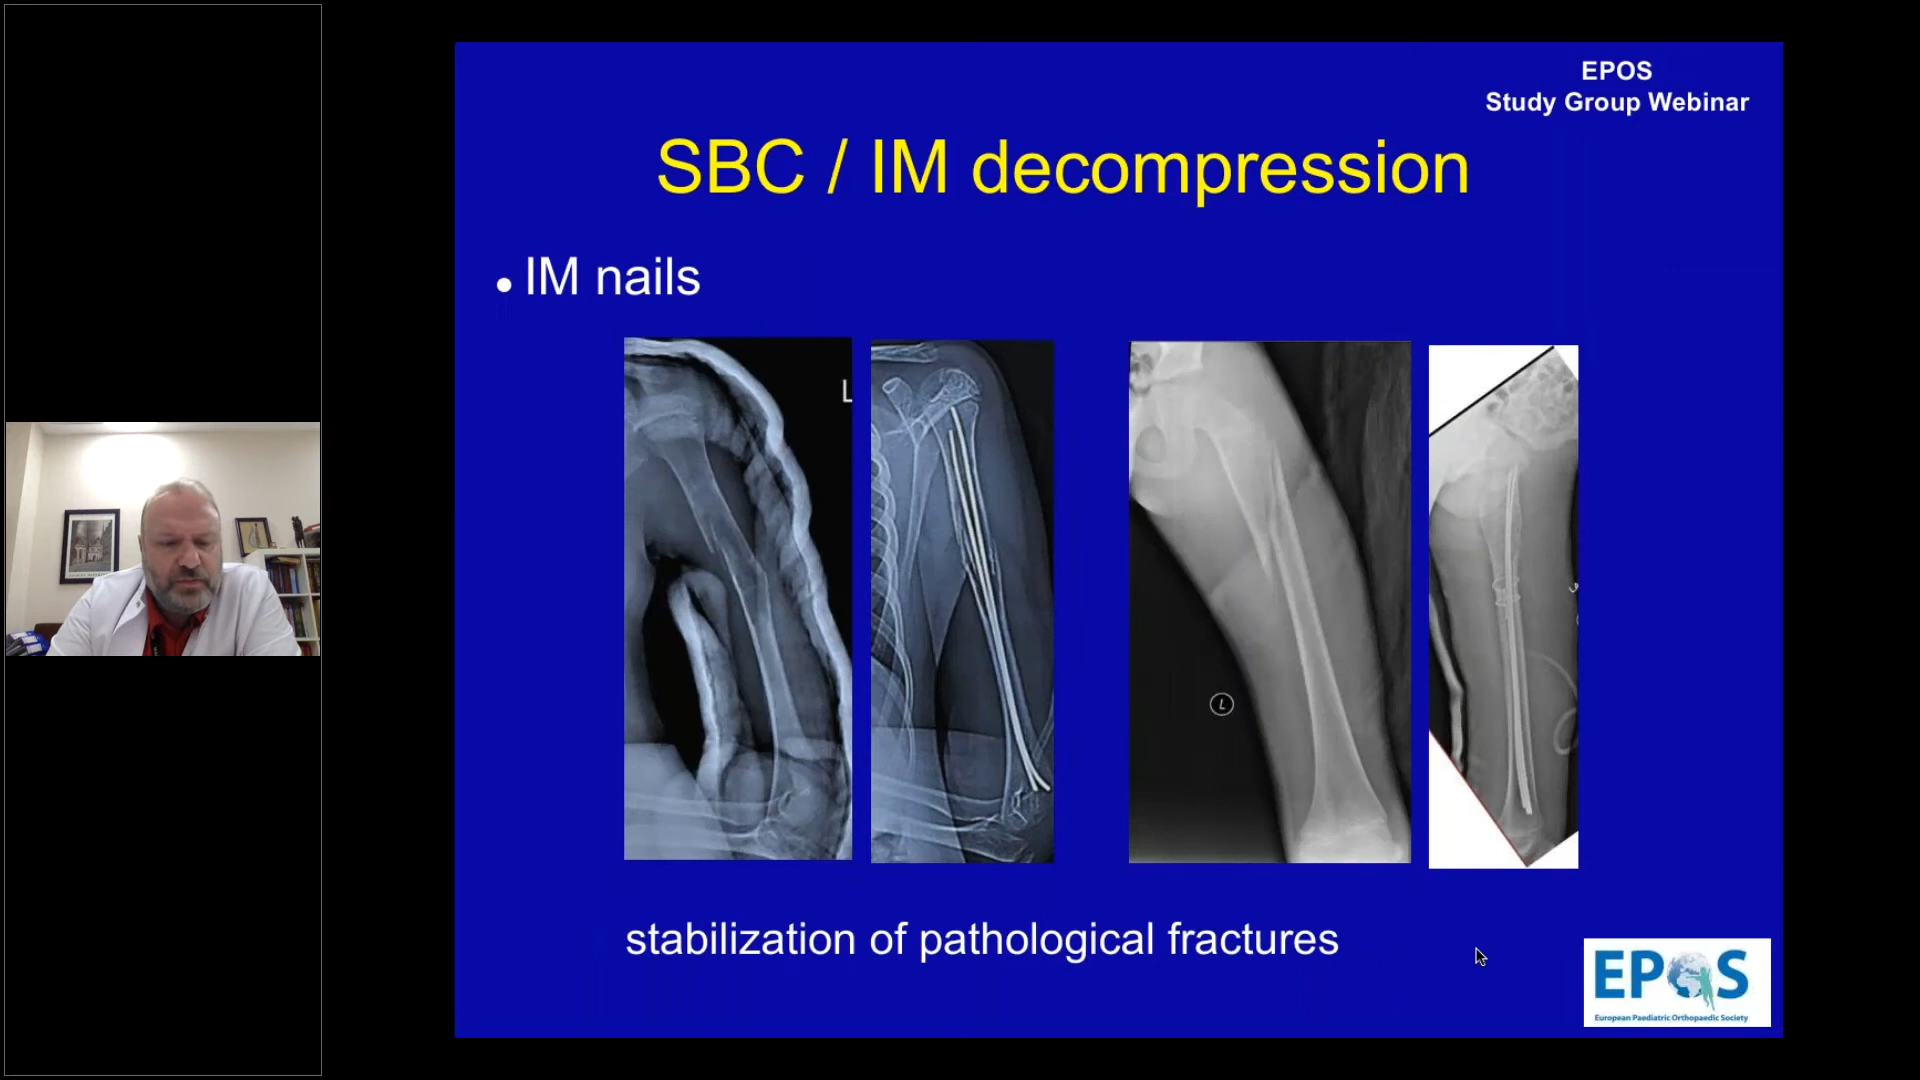 EPOS
Study Group Webinar
SBC / IM decompression
• IM nails
L
L
stabilization of pathological fractures
EPOS
European Paediatric Orthopaedic Society